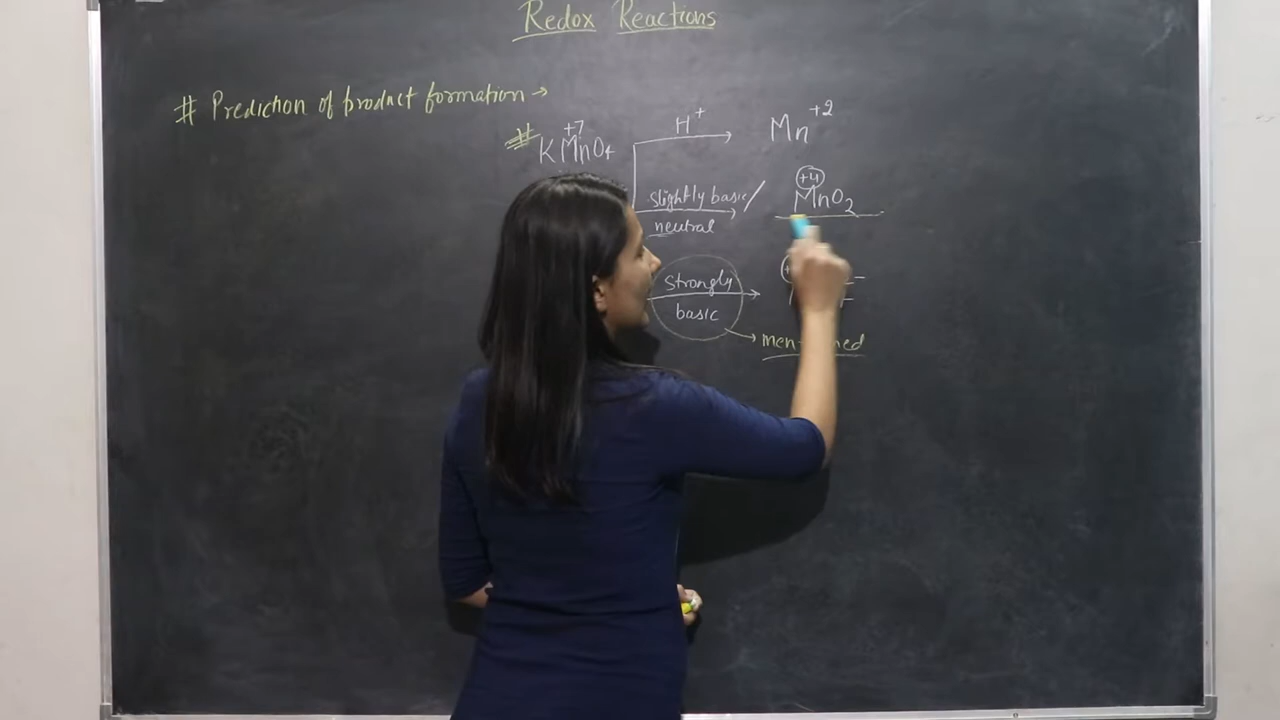 Redox Reactions
# Prediction of product formation →
# KMnO4 +7 H+ → Mn+2
slightly basic/ neutral → +4 MnO2
strongly basic →
→ mentioned